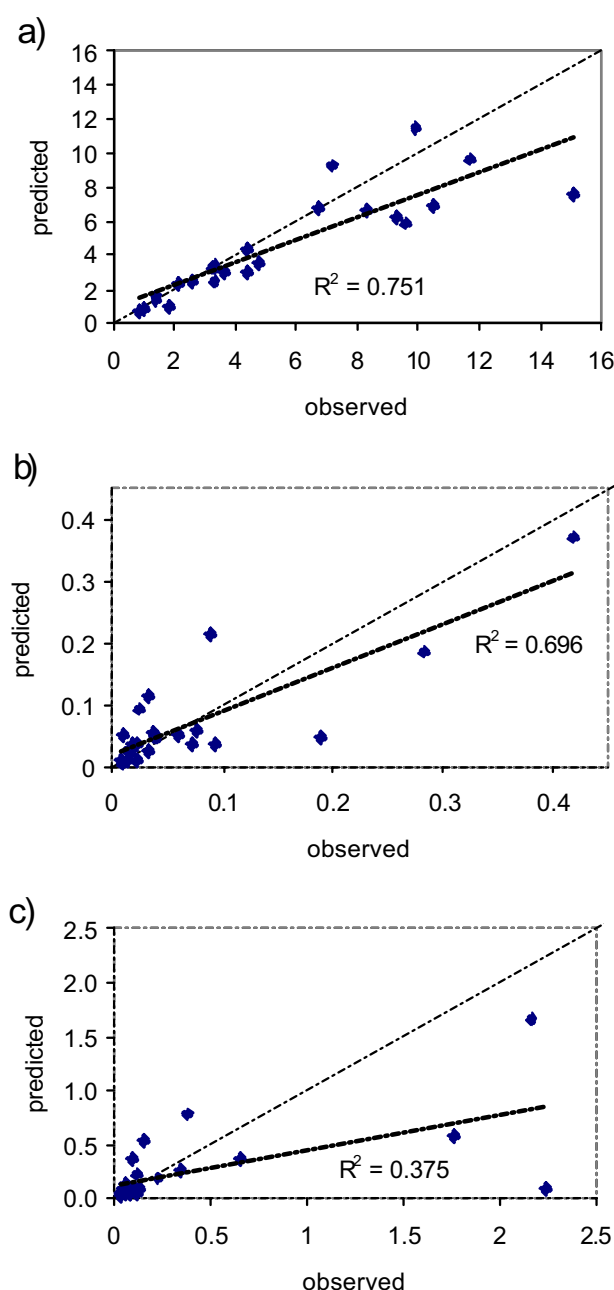 a)
16
14
12
10
8
6
4
2
0
predicted
R² = 0.751
0 2 4 6 8 10 12 14 16
observed
b)
0.4
0.3
0.2
0.1
0
predicted
R² = 0.696
0 0.1 0.2 0.3 0.4
observed
c)
2.5
2.0
1.5
1.0
0.5
0.0
predicted
R² = 0.375
0 0.5 1 1.5 2 2.5
observed